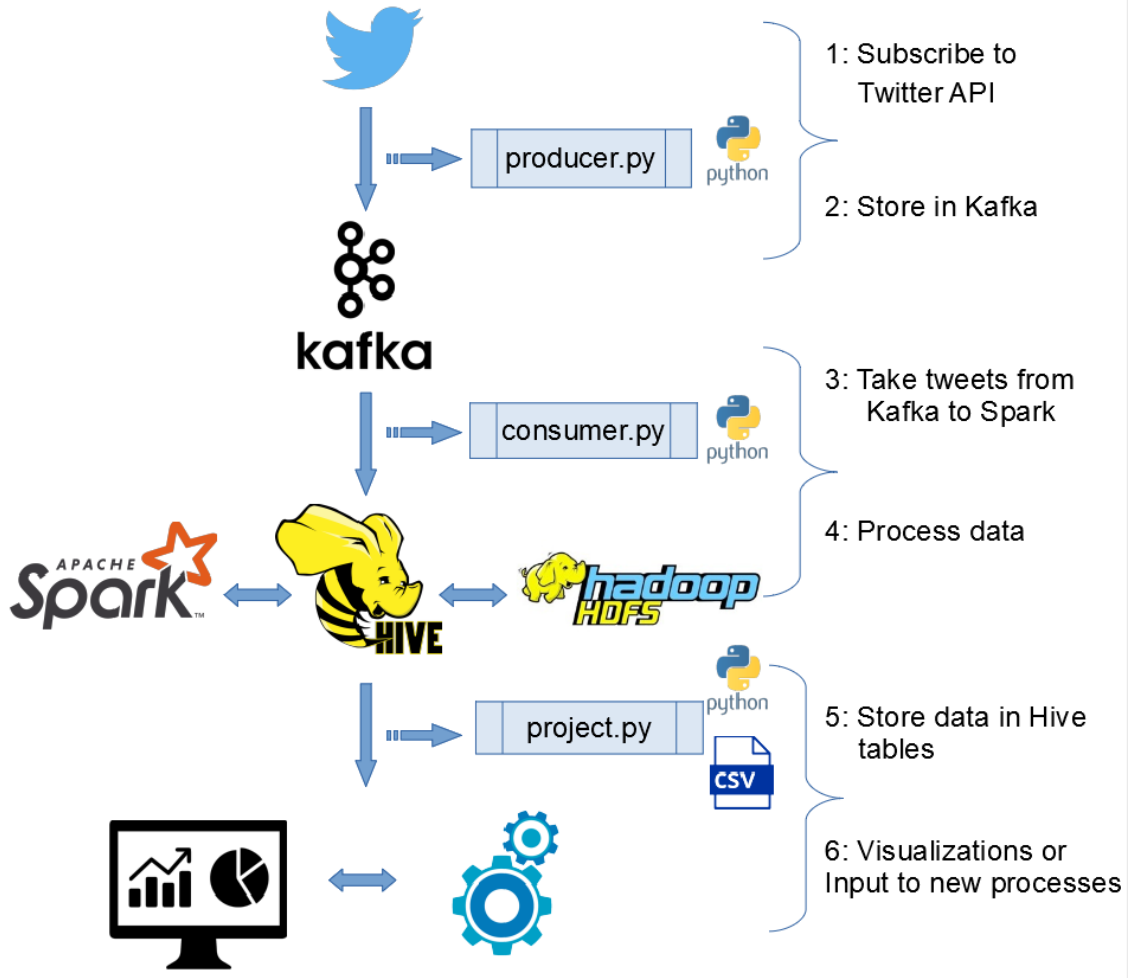 1: Subscribe to
Twitter API
producer.py
python
2: Store in Kafka
kafka
3: Take tweets from
Kafka to Spark
consumer.py
python
4: Process data
APACHE
Spark
TM
HIVE
hadoop
HDFS
python
project.py
5: Store data in Hive
tables
CSV
6: Visualizations or
Input to new processes